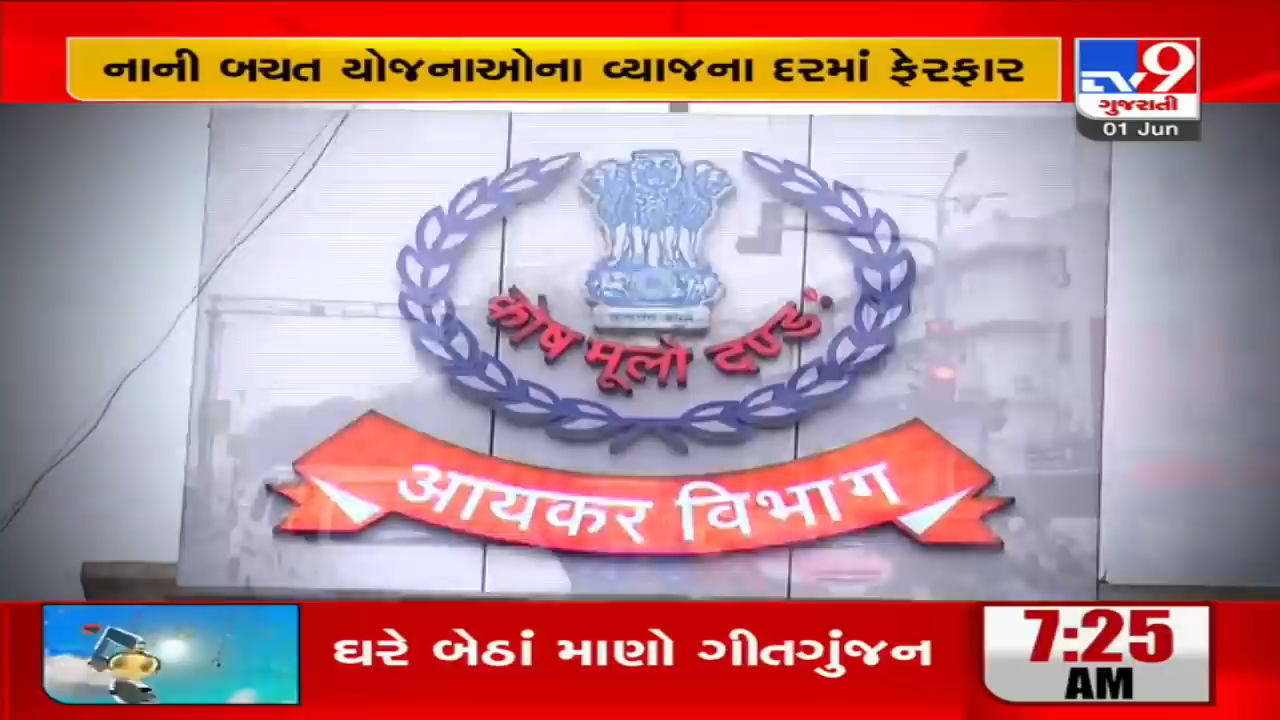 નાની બચત યોજનાઓના વ્યાજના દરમાં ફેરફાર
TV9
ગુજરાતી
01 Jun
कोष मूलो दण्डः
आयकर विभाग
ઘરે બેઠાં માણો ગીતગુંજન
7:25
AM